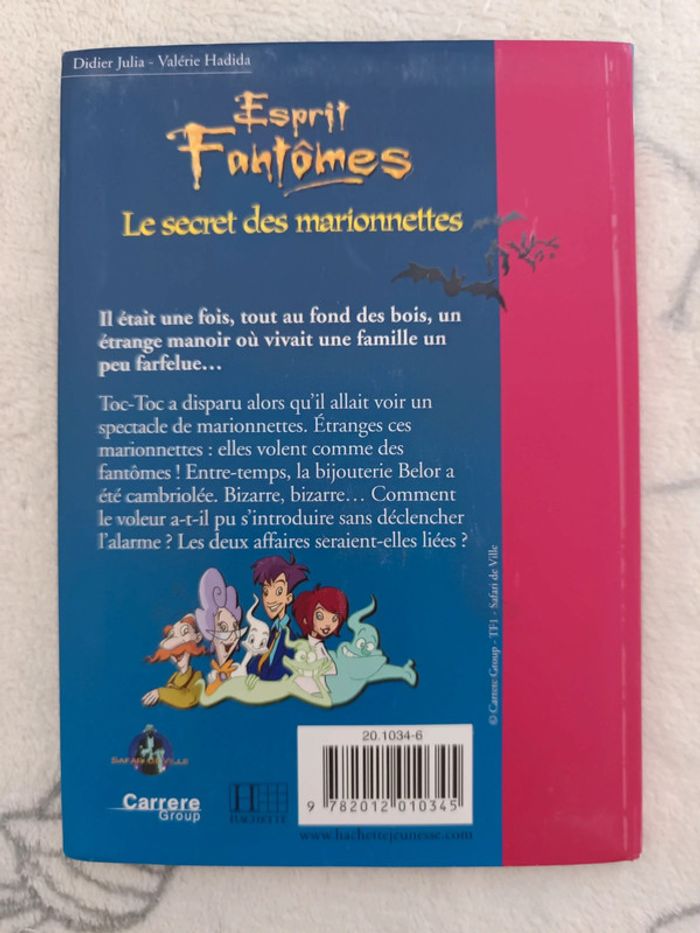 Didier Julia - Valérie Hadida
Esprit
Fantômes
Le secret des marionnettes
Il était une fois, tout au fond des bois, un
étrange manoir où vivait une famille un
peu farfelue…
Toc-Toc a disparu alors qu'il allait voir un
spectacle de marionnettes. Étranges ces
marionnettes : elles volent comme des
fantômes ! Entre-temps, la bijouterie Belor a
été cambriolée. Bizarre, bizarre… Comment
le voleur a-t-il pu s'introduire sans déclencher
l'alarme ? Les deux affaires seraient-elles liées ?
© Carrere Group - TF1 - Safari de Ville
SAFARI DE VILLE
Carrere
Group
H
HACHETTE
20.1034-6
9 782012 010345
www.hachettejeunesse.com